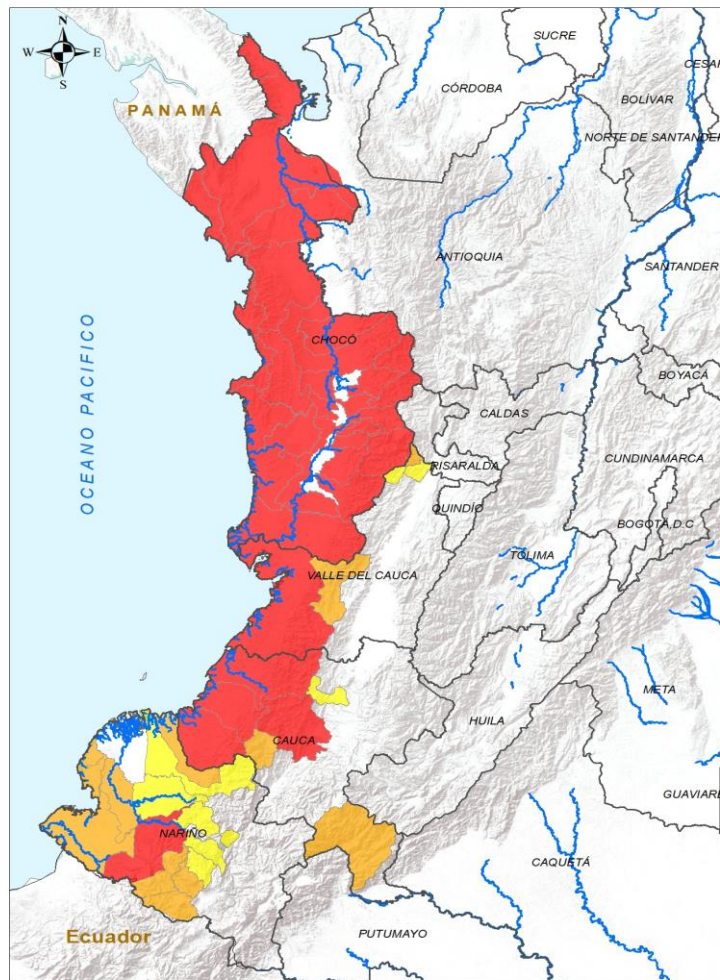 N
W E
S
SUCRE
CESAR
CÓRDOBA
BOLÍVAR
PANAMÁ
NORTE DE SANTANDER
ANTIOQUIA
SANTANDER
OCEANO PACIFICO
CHOCÓ
BOYACÁ
CALDAS
CUNDINAMARCA
RISARALDA
QUINDÍO
BOGOTÁ, D.C
TOLIMA
VALLE DEL CAUCA
META
HUILA
CAUCA
GUAVIARE
NARIÑO
CAQUETÁ
PUTUMAYO
Ecuador